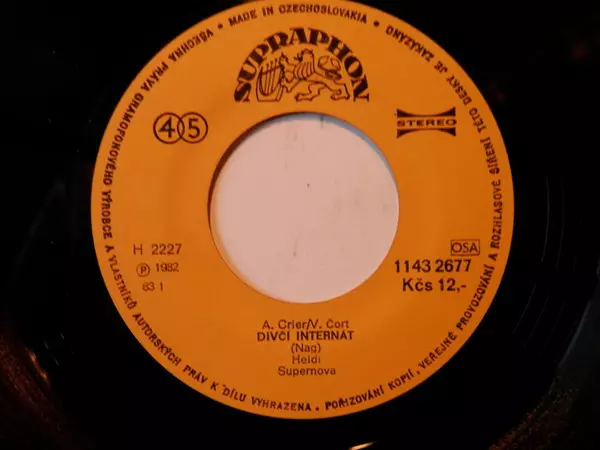 MADE IN CZECHOSLOVAKIA • VŠECHNA PRÁVA GRAMOFONOVÉHO VÝROBCE A VLASTNÍKŮ AUTORSKÝCH PRÁV K DÍLU VYHRAZENA. POŘIZOVÁNÍ KOPIÍ, VEŘEJNÉ PROVOZOVÁNÍ A ROZHLASOVÉ ŠÍŘENÍ TÉTO DESKY JE ZAKÁZÁNO
SUPRAPHON
45
STEREO
H 2227
OSA
℗ 1982
1143 2677
83 1
Kčs 12,-
A. Crier/V. Cort
DÍVČÍ INTERNÁT
(Nag)
Heidi
Supernova